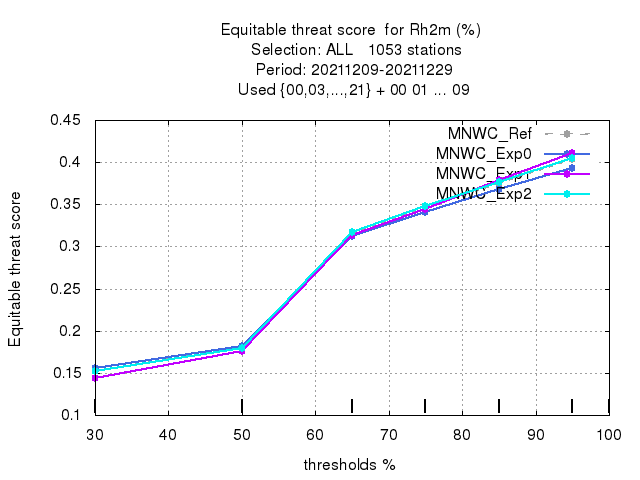 Equitable threat score  for Rh2m (%)
Selection: ALL   1053 stations
Period: 20211209-20211229
Used {00,03,...,21} + 00 01 ... 09
MNWC_Ref
MNWC_Exp0
MNWC_Exp1
MNWC_Exp2
0.45
0.4
0.35
0.3
0.25
0.2
0.15
0.1
Equitable threat score
30 40 50 60 70 80 90 100
thresholds %